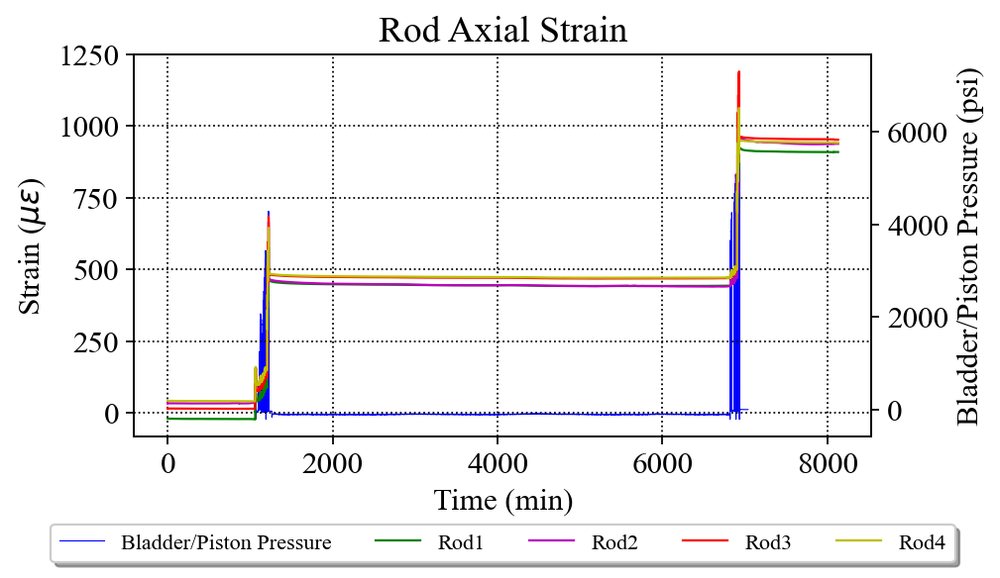 Rod Axial Strain
1250
1000
750
500
250
0
Strain (με)
6000
4000
2000
0
Bladder/Piston Pressure (psi)
0 2000 4000 6000 8000
Time (min)
Bladder/Piston Pressure Rod1 Rod2 Rod3 Rod4